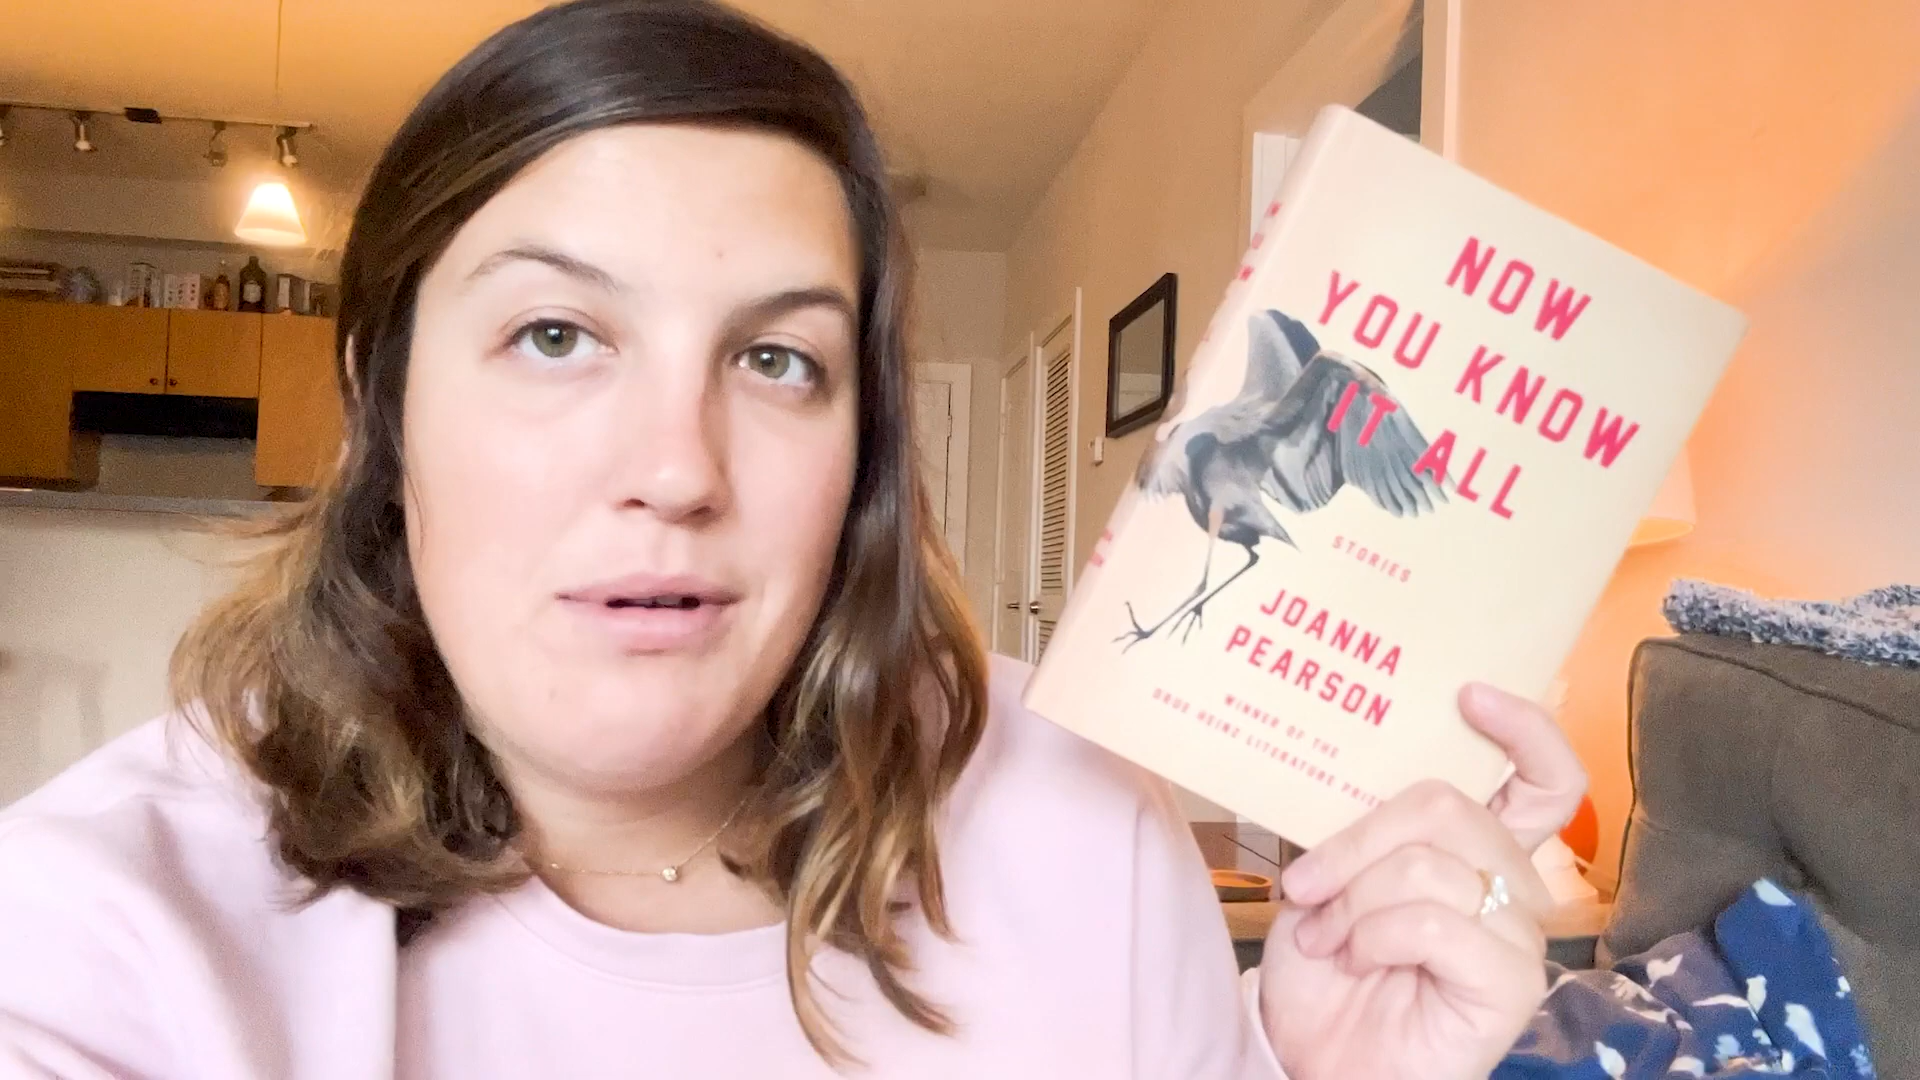 NOW
YOU KNOW
IT ALL
STORIES
JOANNA
PEARSON
WINNER OF THE
DRUE HEINZ LITERATURE PRIZE